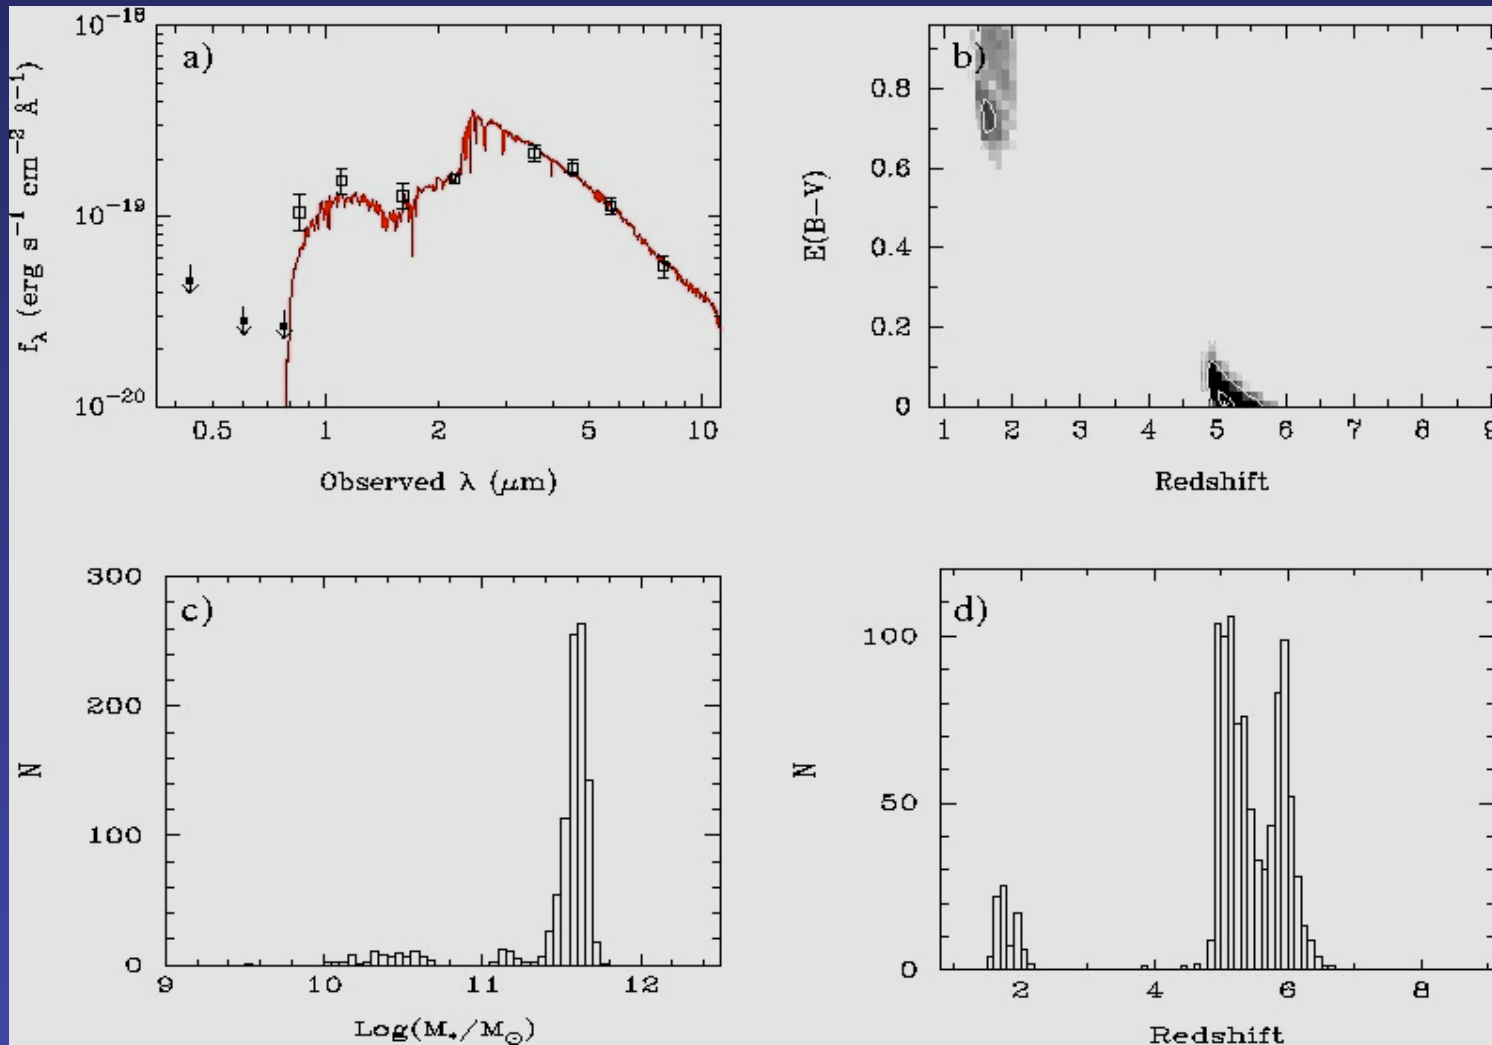 a)
10⁻¹⁸
10⁻¹⁹
10⁻²⁰
f_λ (erg s⁻¹ cm⁻² Å⁻¹)
0.5 1 2 5 10
Observed λ (μm)
b)
0.8
0.6
0.4
0.2
0
E(B−V)
1 2 3 4 5 6 7 8 9
Redshift
c)
300
200
100
0
N
9 10 11 12
Log(M⁎/M⊙)
d)
100
50
0
N
2 4 6 8
Redshift